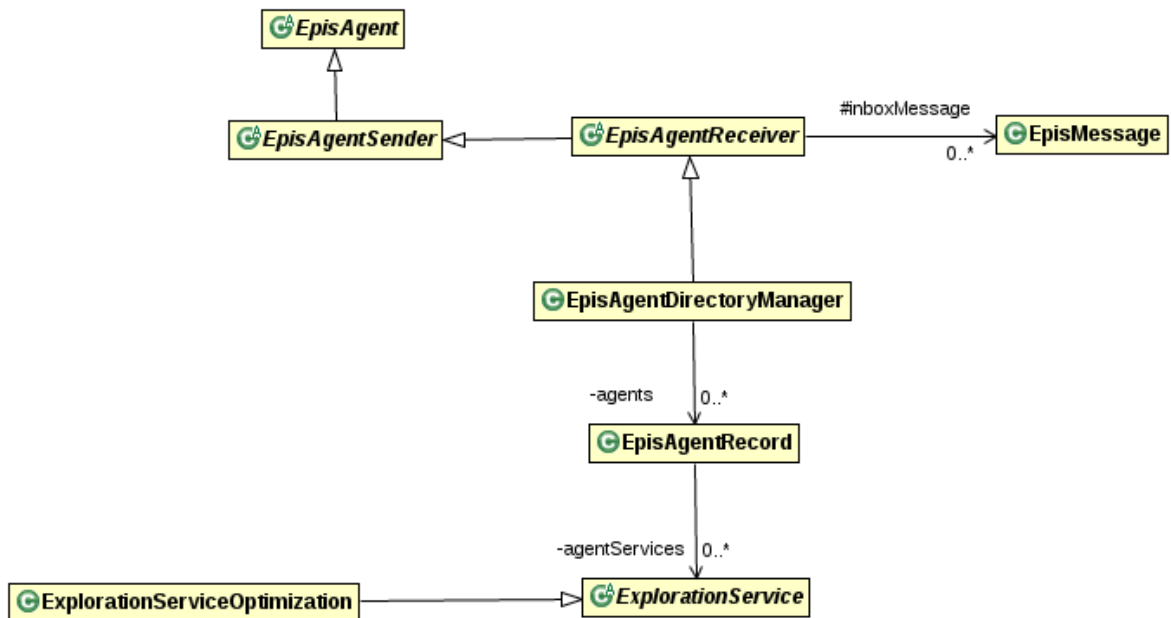 EpisAgent
#inboxMessage
EpisAgentSender
EpisAgentReceiver
EpisMessage
0..*
EpisAgentDirectoryManager
-agents
0..*
EpisAgentRecord
-agentServices
0..*
ExplorationServiceOptimization
ExplorationService